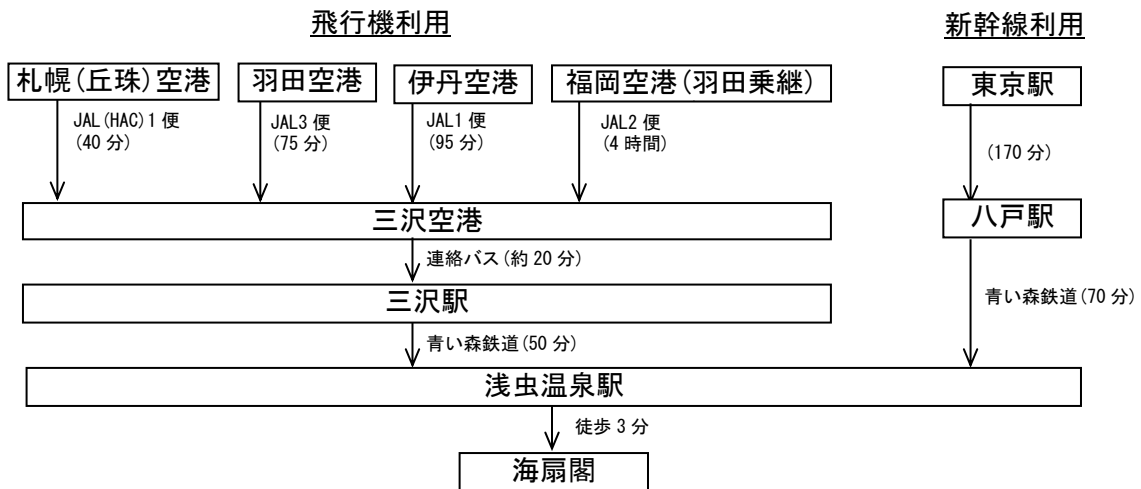 飛行機利用
新幹線利用
札幌(丘珠)空港
羽田空港
伊丹空港
福岡空港(羽田乗継)
東京駅
JAL(HAC)1便
(40分)
JAL3便
(75分)
JAL1便
(95分)
JAL2便
(4時間)
(170分)
三沢空港
八戸駅
連絡バス(約20分)
三沢駅
青い森鉄道(70分)
青い森鉄道(50分)
浅虫温泉駅
徒歩3分
海扇閣